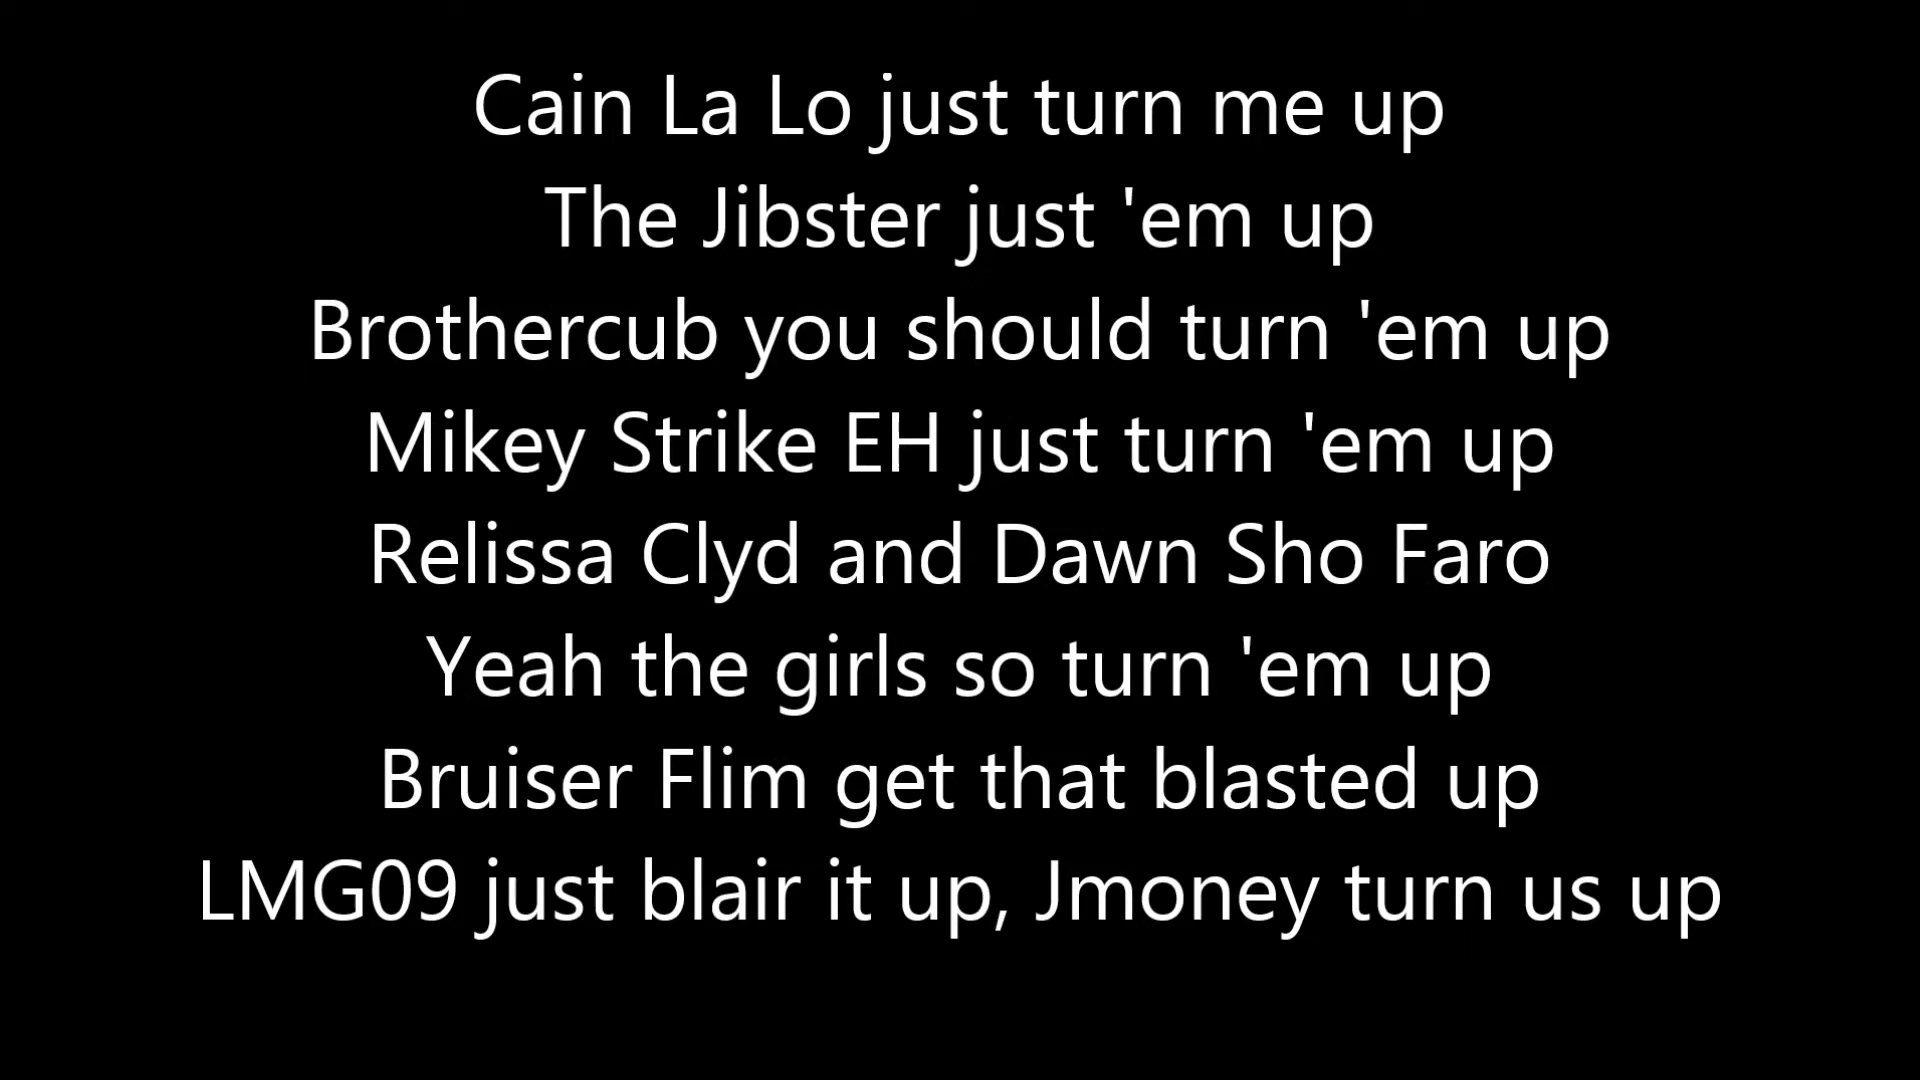 Cain La Lo just turn me up
The Jibster just 'em up
Brothercub you should turn 'em up
Mikey Strike EH just turn 'em up
Relissa Clyd and Dawn Sho Faro
Yeah the girls so turn 'em up
Bruiser Flim get that blasted up
LMG09 just blair it up, Jmoney turn us up